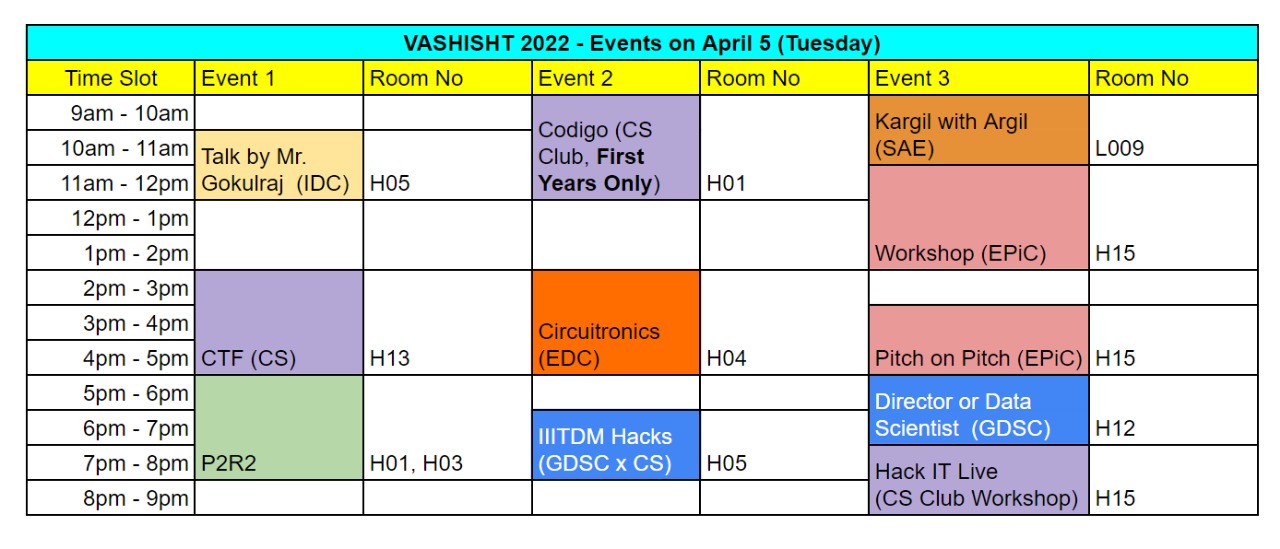 VASHISHT 2022 - Events on April 5 (Tuesday)
Time Slot Event 1 Room No Event 2 Room No Event 3 Room No
9am - 10am
10am - 11am
11am - 12pm
12pm - 1pm
1pm - 2pm
2pm - 3pm
3pm - 4pm
4pm - 5pm
5pm - 6pm
6pm - 7pm
7pm - 8pm
8pm - 9pm
Talk by Mr.
Gokulraj (IDC)
H05
CTF (CS)
H13
P2R2
H01, H03
Codigo (CS
Club, First
Years Only)
H01
Circuitronics
(EDC)
H04
IIITDM Hacks
(GDSC x CS)
H05
Kargil with Argil
(SAE)
L009
Workshop (EPiC)
H15
Pitch on Pitch (EPiC)
H15
Director or Data
Scientist (GDSC)
H12
Hack IT Live
(CS Club Workshop)
H15